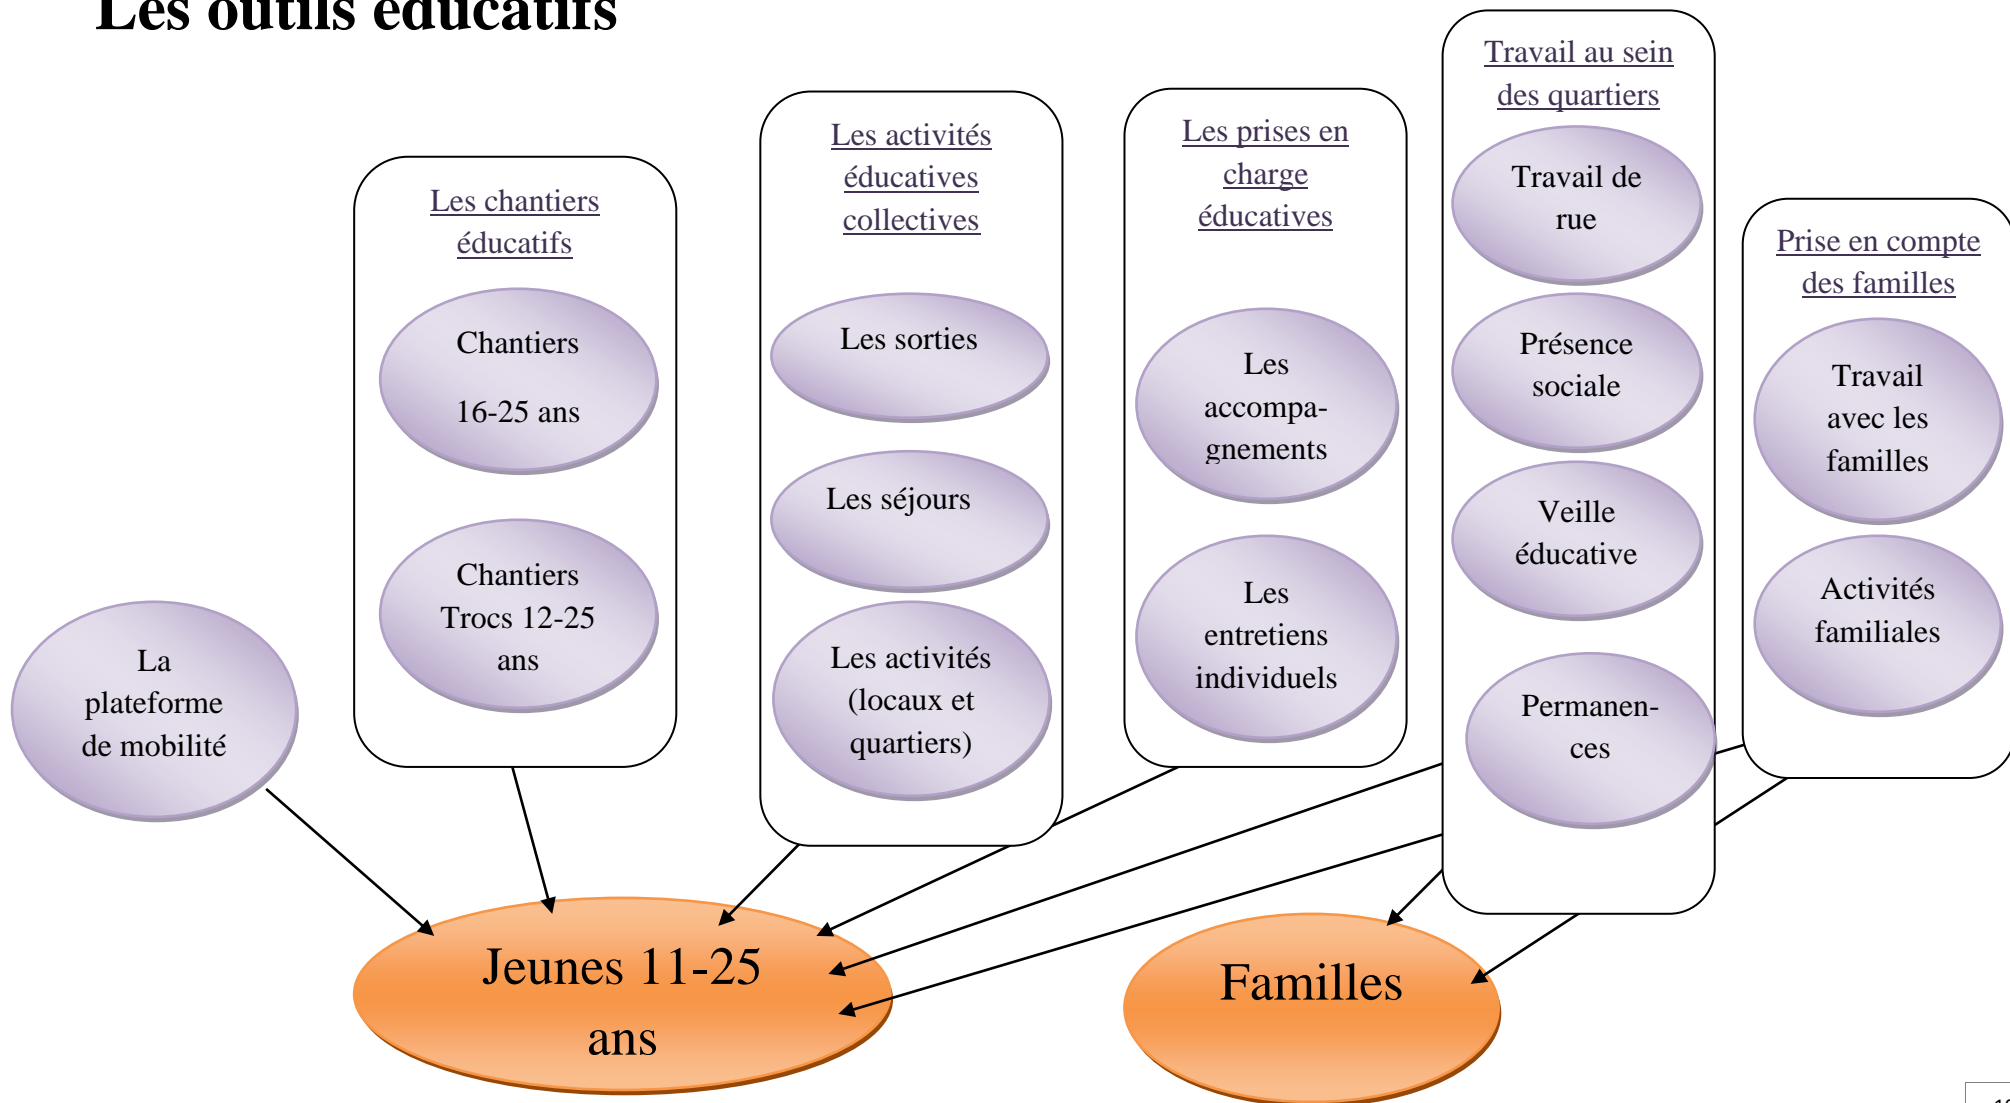 Les outils éducatifs
La
plateforme
de mobilité
Les chantiers
éducatifs
Chantiers
16-25 ans
Chantiers
Trocs 12-25
ans
Les activités
éducatives
collectives
Les sorties
Les séjours
Les activités
(locaux et
quartiers)
Les prises en
charge
éducatives
Les
accompa-
gnements
Les
entretiens
individuels
Travail au sein
des quartiers
Travail de
rue
Présence
sociale
Veille
éducative
Permanen-
ces
Prise en compte
des familles
Travail
avec les
familles
Activités
familiales
Jeunes 11-25
ans
Familles